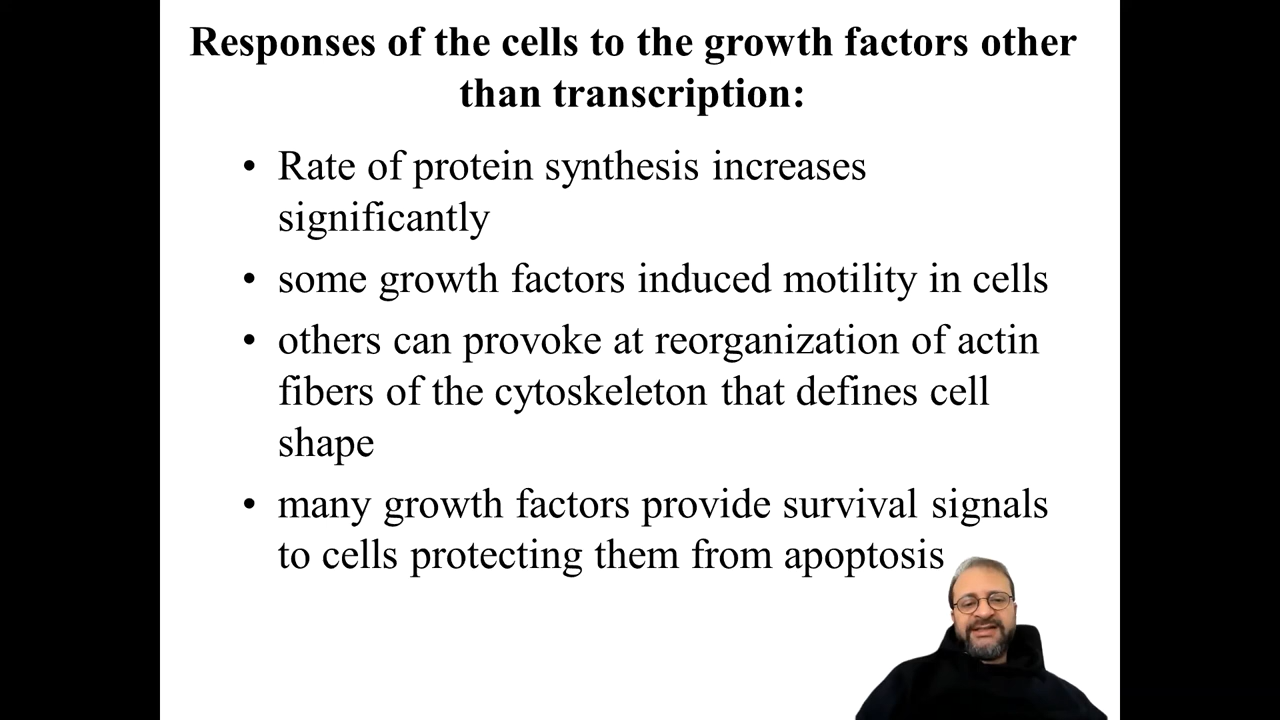 Responses of the cells to the growth factors other
than transcription:
• Rate of protein synthesis increases
significantly
• some growth factors induced motility in cells
• others can provoke at reorganization of actin
fibers of the cytoskeleton that defines cell
shape
• many growth factors provide survival signals
to cells protecting them from apoptosis